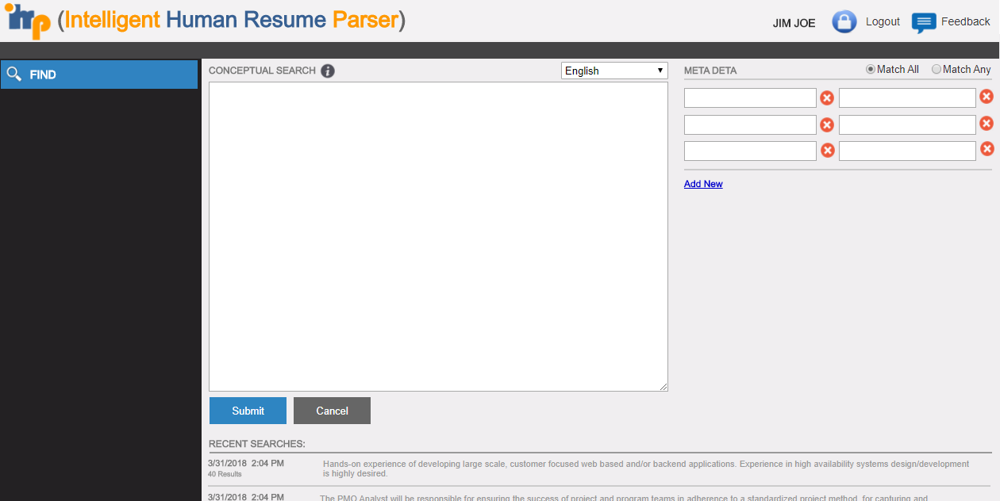 ihrp (Intelligent Human Resume Parser)
JIM JOE Logout Feedback
FIND
CONCEPTUAL SEARCH i English
META DETA Match All Match Any
Add New
Submit Cancel
RECENT SEARCHES:
3/31/2018 2:04 PM Hands-on experience of developing large scale, customer focused web based and/or backend applications. Experience in high availability systems design/development
40 Results is highly desired.
3/31/2018 2:04 PM The PMO Analyst will be responsible for ensuring the success of project and program teams in adherence to a standardized project method, for capturing and